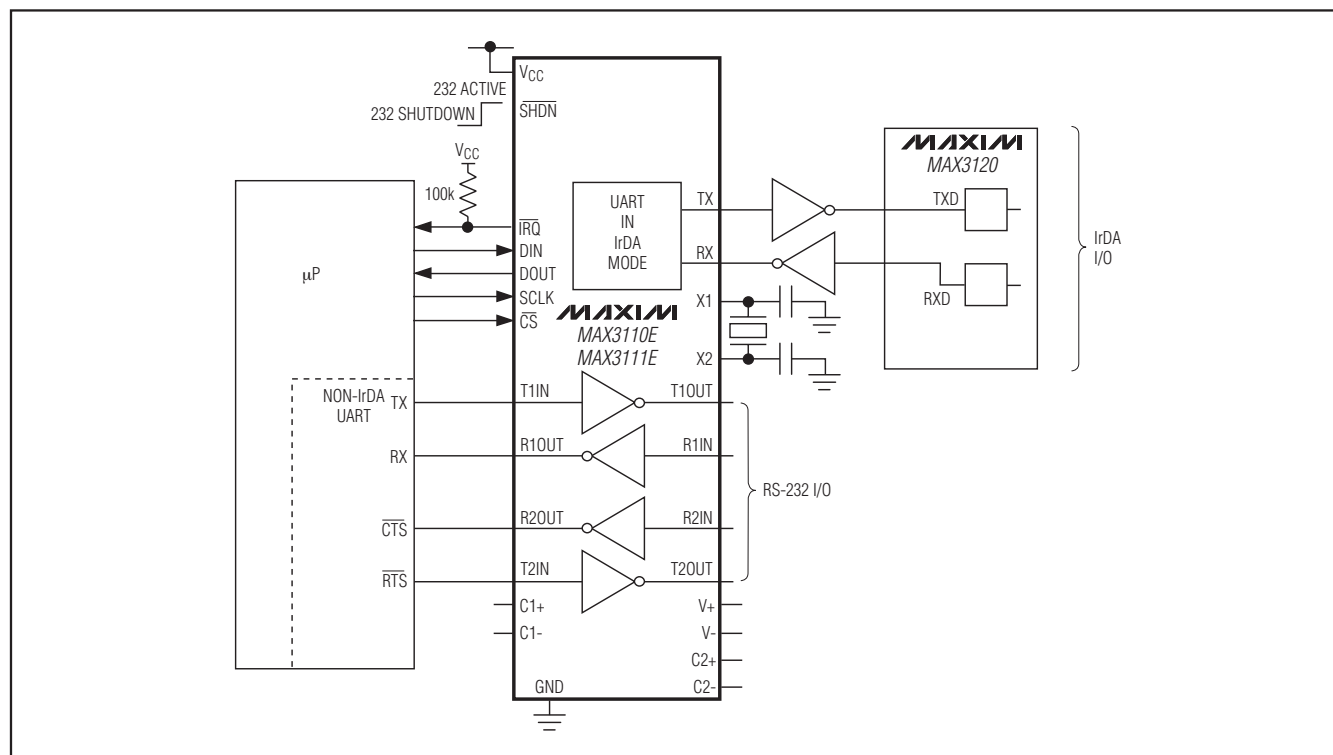 VCC
232 ACTIVE
232 SHUTDOWN
SHDN
VCC
100k
MAXIM
MAX3120
TX
TXD
UART
IN
IrDA
MODE
IRQ
DIN
DOUT
SCLK
CS
µP
RX
RXD
IrDA
I/O
X1
X2
MAXIM
MAX3110E
MAX3111E
NON-IrDA
UART
TX
T1IN
T1OUT
RX
R1OUT
R1IN
RS-232 I/O
CTS
R2OUT
R2IN
RTS
T2IN
T2OUT
C1+
C1-
V+
V-
C2+
C2-
GND